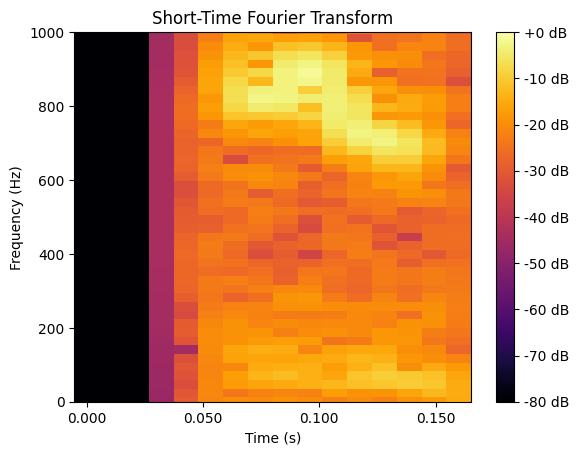 Short-Time Fourier Transform
1000
800
600
400
200
0
Frequency (Hz)
0.000
0.050
0.100
0.150
Time (s)
+0 dB
-10 dB
-20 dB
-30 dB
-40 dB
-50 dB
-60 dB
-70 dB
-80 dB